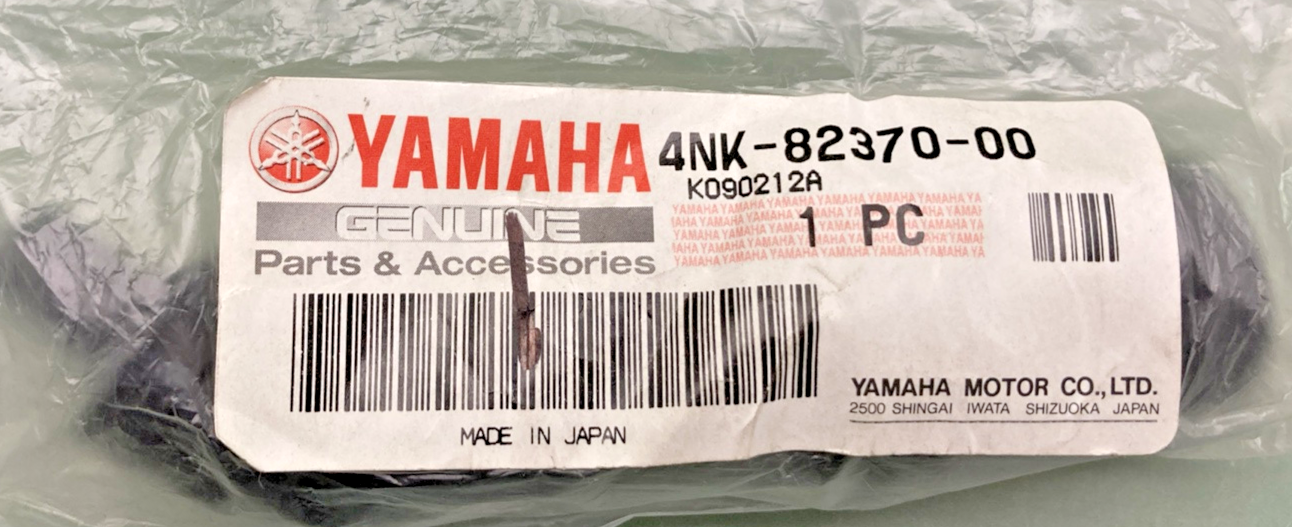 YAMAHA 4NK-82370-00
K090212A
GENUINE
1 PC
Parts & Accessories
YAMAHA MOTOR CO.,LTD.
2500 SHINGAI IWATA SHIZUOKA JAPAN
MADE IN JAPAN